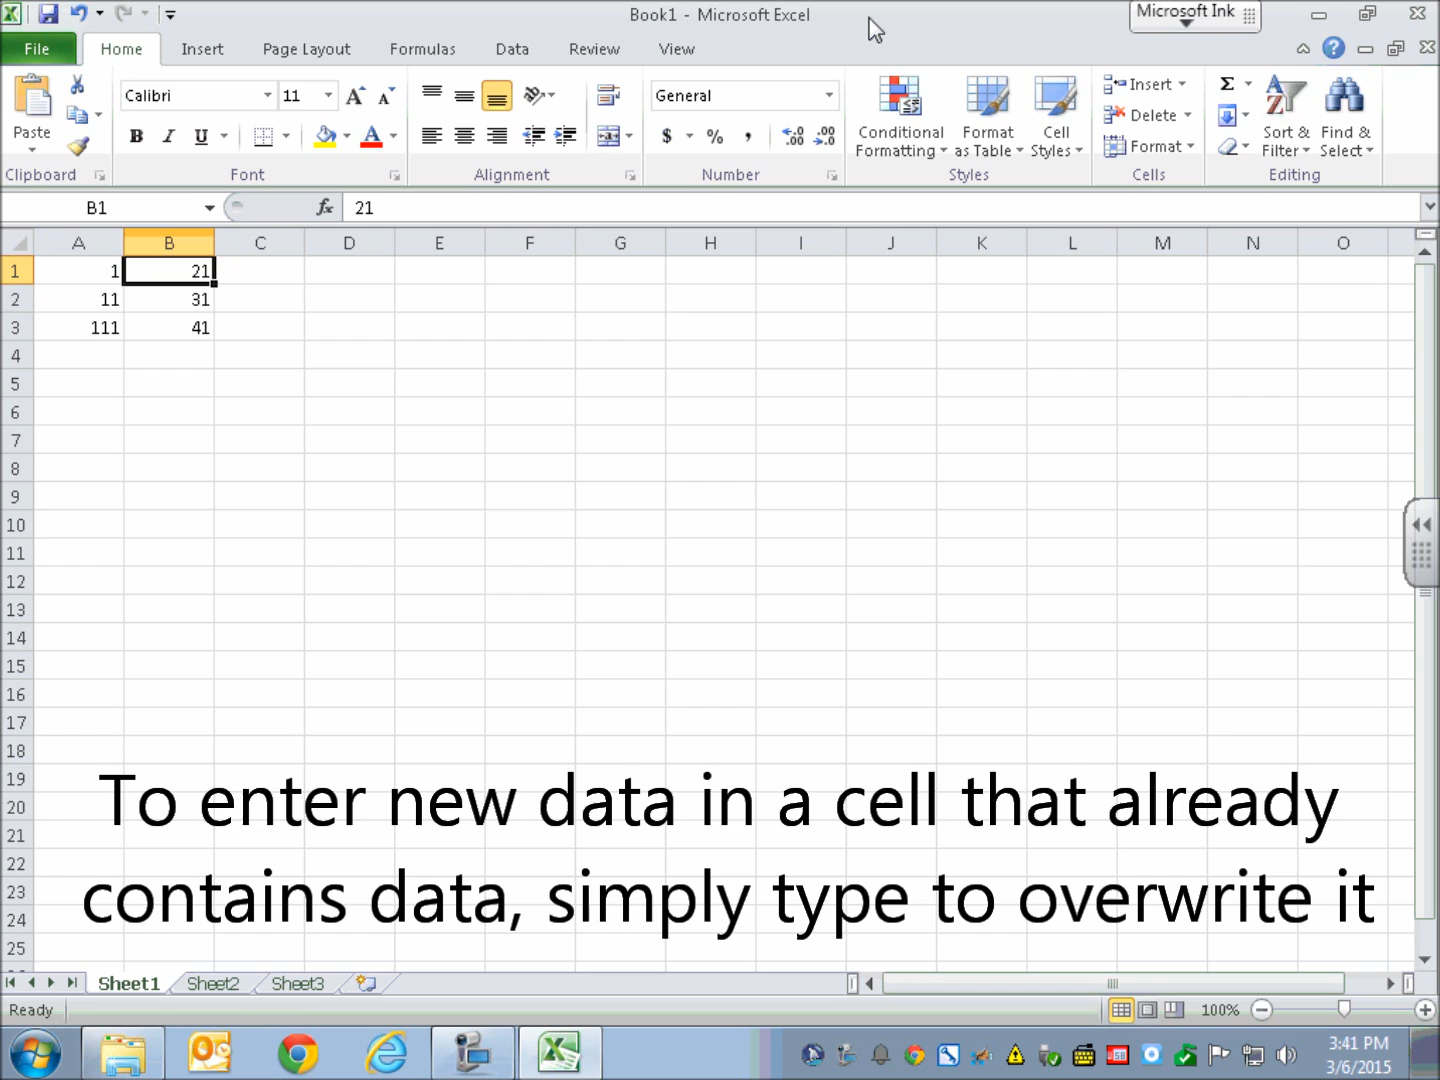 Book1 - Microsoft Excel
Microsoft Ink
File Home Insert Page Layout Formulas Data Review View
Calibri 11 General
Paste
B I U $ % ,
Conditional Formatting
Format as Table
Cell Styles
Insert
Delete
Format
Σ
Sort & Filter
Find & Select
Clipboard Font Alignment Number Styles Cells Editing
B1 fx 21
A B C D E F G H I J K L M N O
1 1 21
2 11 31
3 111 41
4
5
6
7
8
9
10
11
12
13
14
15
16
17
18
19
20
21
22
23
24
25
To enter new data in a cell that already
contains data, simply type to overwrite it
Sheet1 Sheet2 Sheet3
Ready 100%
3:41 PM
3/6/2015